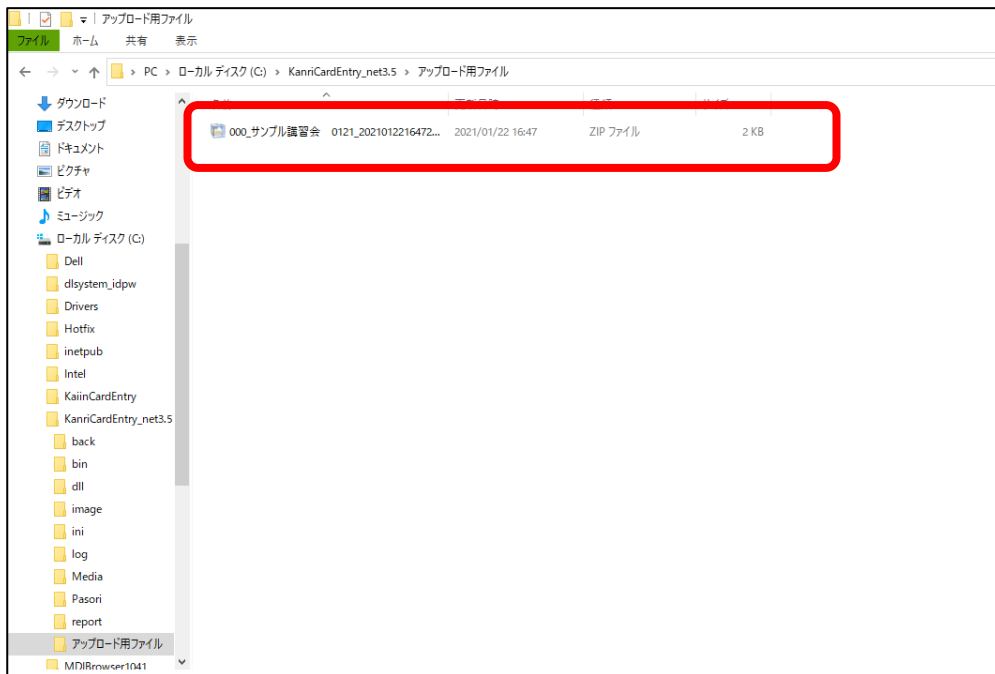 アップロード用ファイル
ファイル ホーム 共有 表示
PC › ローカル ディスク (C:) › KanriCardEntry_net3.5 › アップロード用ファイル
ダウンロード
デスクトップ
ドキュメント
ピクチャ
ビデオ
ミュージック
ローカル ディスク (C:)
Dell
dlsystem_idpw
Drivers
Hotfix
inetpub
Intel
KaiinCardEntry
KanriCardEntry_net3.5
back
bin
dll
image
ini
log
Media
Pasori
report
アップロード用ファイル
MDIBrowser1041
000_サンプル講習会 0121_2021012216472... 2021/01/22 16:47 ZIP ファイル 2 KB